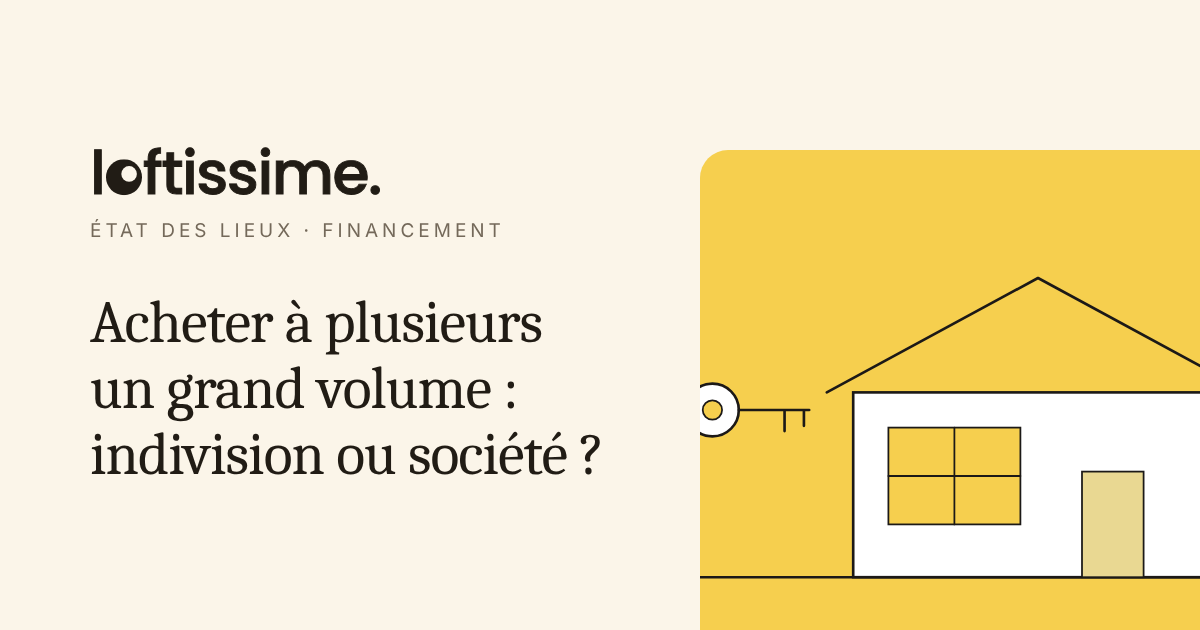 loftissime.
ÉTAT DES LIEUX · FINANCEMENT
Acheter à plusieurs
un grand volume :
indivision ou société ?